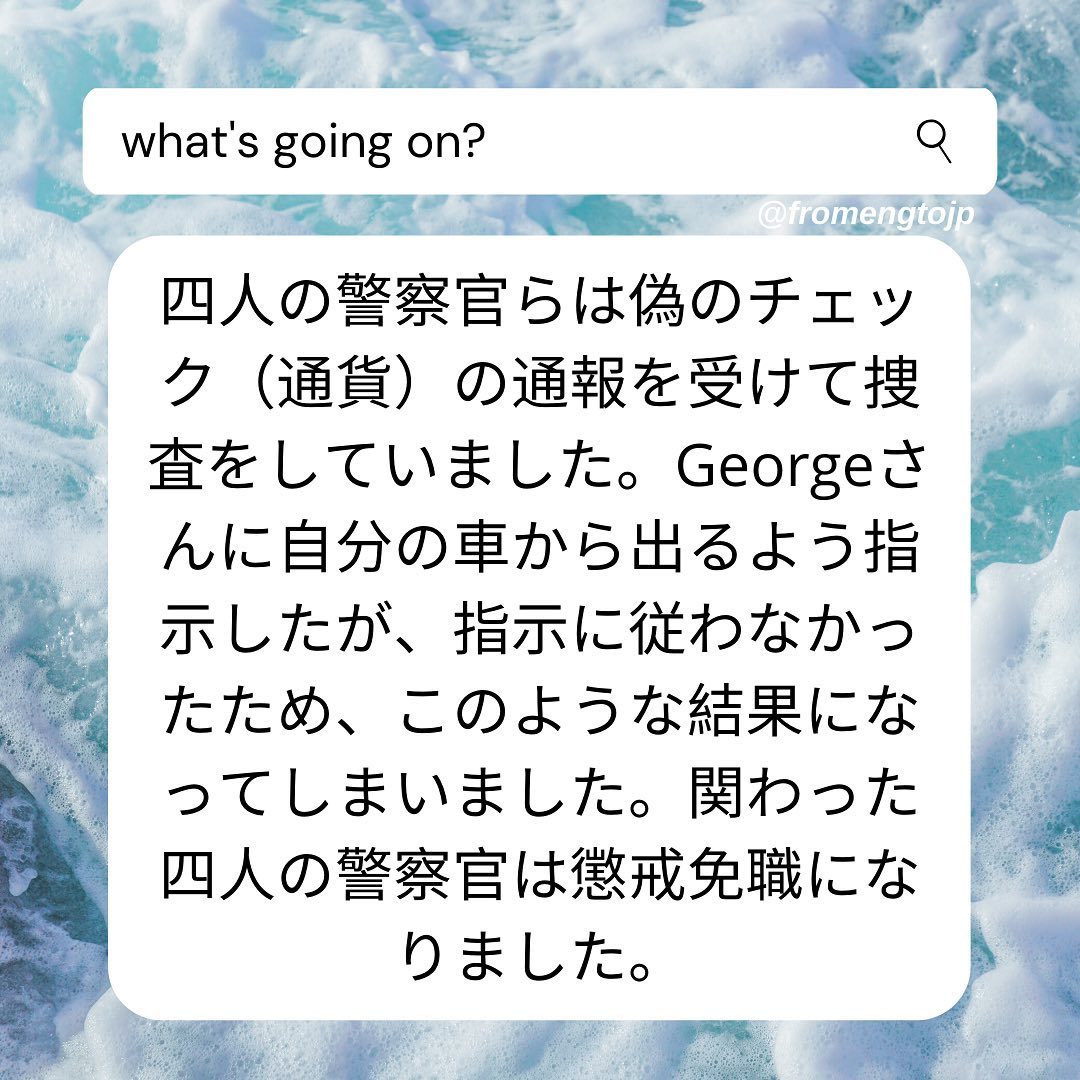 what's going on?
@fromengtojp
四人の警察官らは偽のチェッ
ク（通貨）の通報を受けて捜
査をしていました。Georgeさ
んに自分の車から出るよう指
示したが、指示に従わなかっ
たため、このような結果にな
ってしまいました。関わった
四人の警察官は懲戒免職にな
りました。